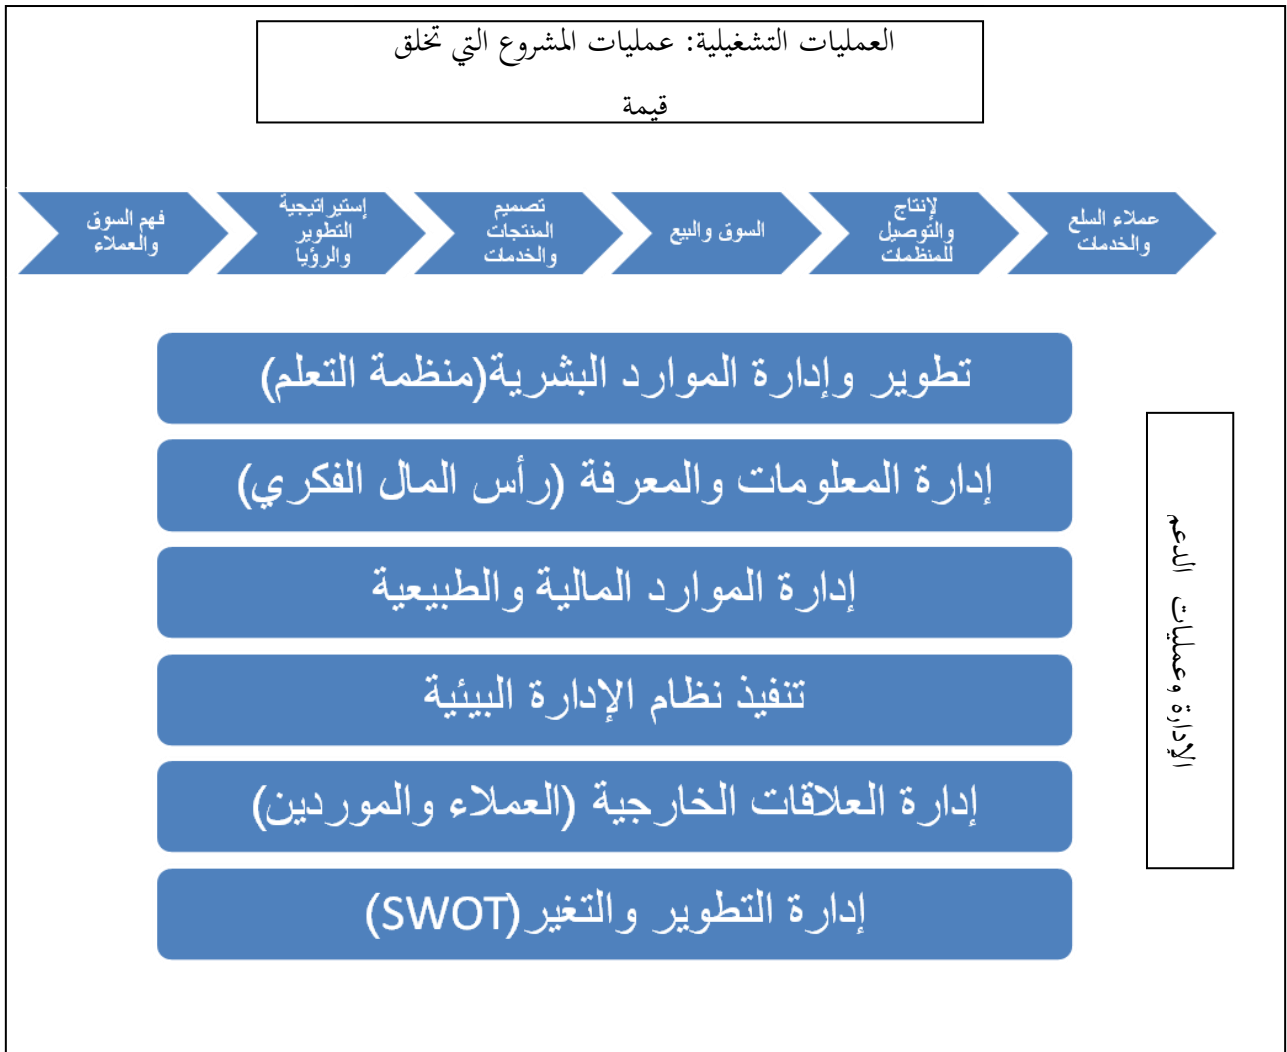 العمليات التشغيلية: عمليات المشروع التي تخلق
قيمة
فهم السوق
والعملاء
إستيراتيجية
التطوير
والرؤيا
تصميم
المنتجات
والخدمات
السوق والبيع
لإنتاج
والتوصيل
للمنظمات
عملاء السلع
والخدمات
تطوير وإدارة الموارد البشرية(منظمة التعلم)
إدارة المعلومات والمعرفة (رأس المال الفكري)
إدارة الموارد المالية والطبيعية
تنفيذ نظام الإدارة البيئية
إدارة العلاقات الخارجية (العملاء والموردين)
إدارة التطوير والتغير(SWOT)
الإدارة وعمليات الدعم